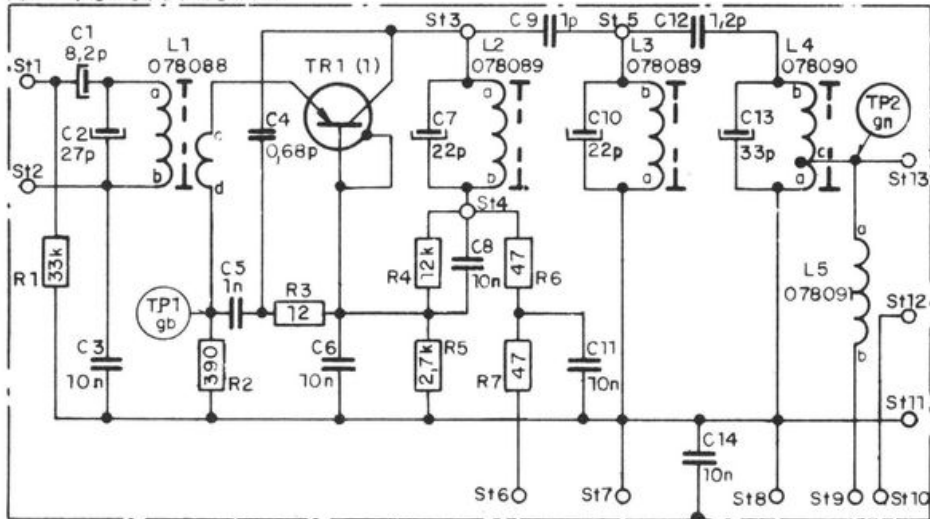 C1
8,2p
L1
078088
St1
C2
27p
a
b
St2
c
d
C4
0,68p
TR1 (1)
St3
C9
1p
St5
C12
1,2p
L2
078089
C7
22p
a
b
St4
L3
078089
C10
22p
b
a
L4
078090
C13
33p
b
c
a
TP2
gn
St13
R1
33k
C3
10n
TP1
gb
C5
1n
R3
12
390
R2
C6
10n
R4
12k
C8
10n
47
R6
2,7k
R5
R7
47
C11
10n
L5
078091
a
b
St12
St11
C14
10n
St6
St7
St8
St9
St10